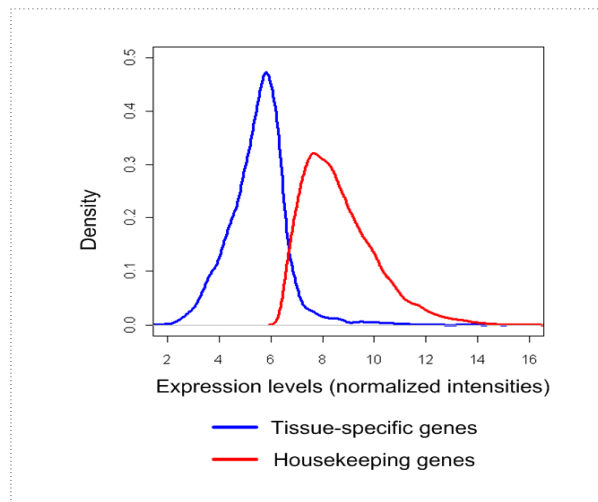 0.5
0.4
0.3
0.2
0.1
0.0
Density
2 4 6 8 10 12 14 16
Expression levels (normalized intensities)
Tissue-specific genes
Housekeeping genes